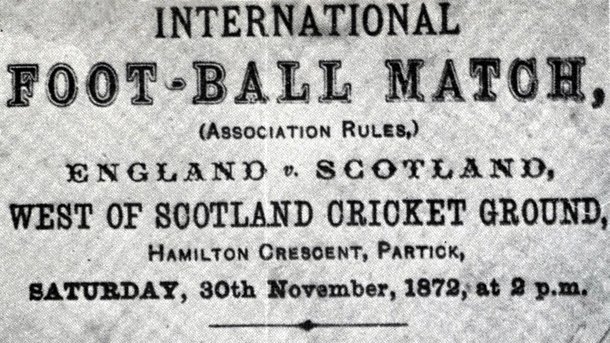 INTERNATIONAL
FOOT-BALL MATCH,
(ASSOCIATION RULES,)
ENGLAND v. SCOTLAND,
WEST OF SCOTLAND CRICKET GROUND,
HAMILTON CRESCENT, PARTICK,
SATURDAY, 30th November, 1872, at 2 p.m.